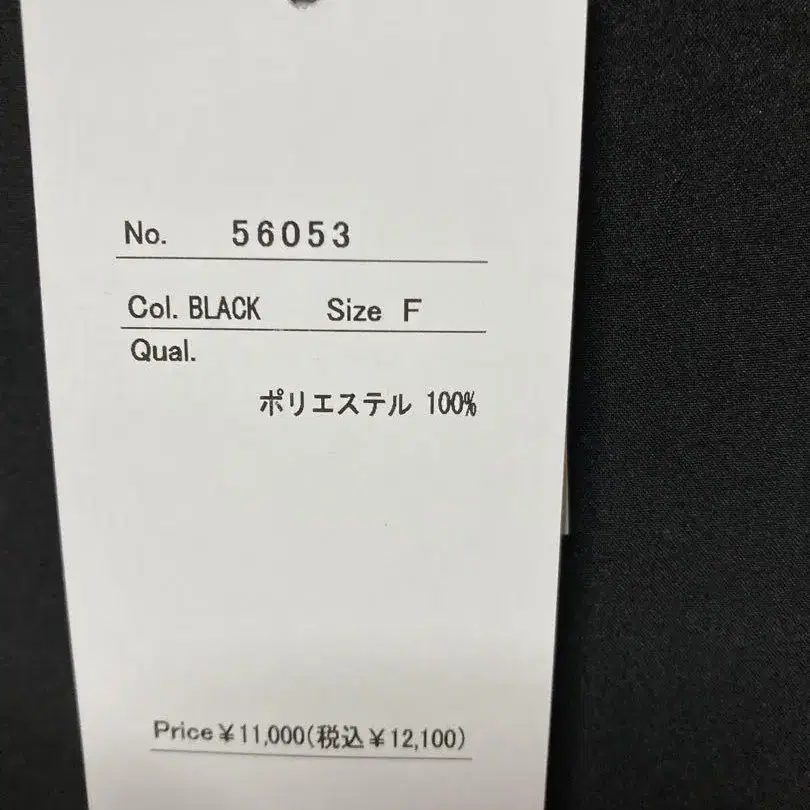 No. 56053
Col. BLACK Size F
Qual.
ポリエステル 100%
Price¥11,000(税込¥12,100)